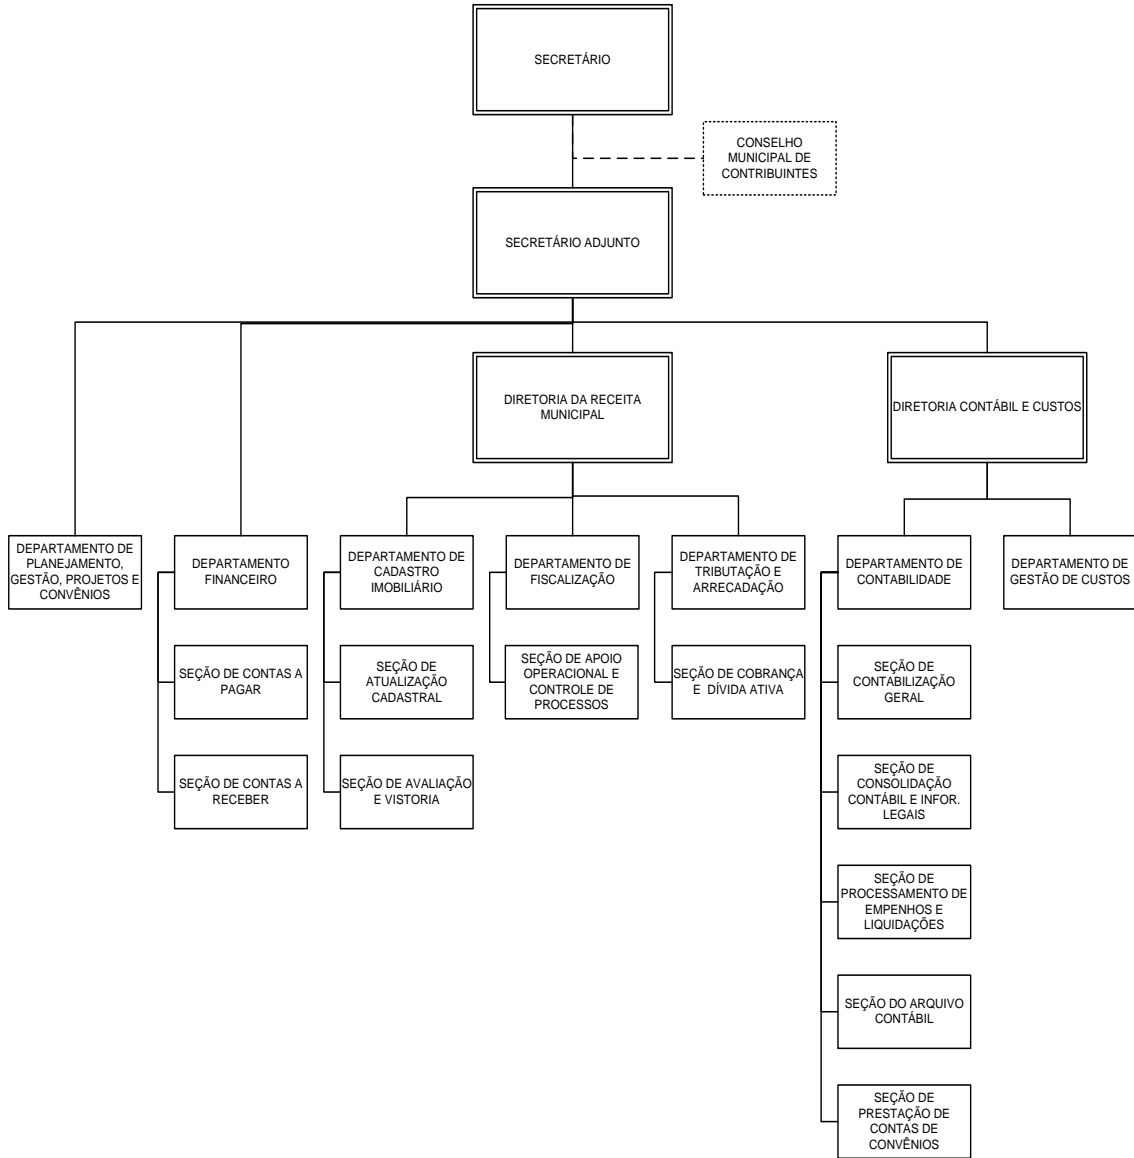 SECRETÁRIO
CONSELHO
MUNICIPAL DE
CONTRIBUINTES
SECRETÁRIO ADJUNTO
DIRETORIA DA RECEITA
MUNICIPAL
DIRETORIA CONTÁBIL E CUSTOS
DEPARTAMENTO DE
PLANEJAMENTO,
GESTÃO, PROJETOS E
CONVÊNIOS
DEPARTAMENTO
FINANCEIRO
DEPARTAMENTO DE
CADASTRO
IMOBILIÁRIO
DEPARTAMENTO DE
FISCALIZAÇÃO
DEPARTAMENTO DE
TRIBUTAÇÃO E
ARRECADAÇÃO
DEPARTAMENTO DE
CONTABILIDADE
DEPARTAMENTO DE
GESTÃO DE CUSTOS
SEÇÃO DE CONTAS A
PAGAR
SEÇÃO DE
ATUALIZAÇÃO
CADASTRAL
SEÇÃO DE APOIO
OPERACIONAL E
CONTROLE DE
PROCESSOS
SEÇÃO DE COBRANÇA
E DÍVIDA ATIVA
SEÇÃO DE
CONTABILIZAÇÃO
GERAL
SEÇÃO DE CONTAS A
RECEBER
SEÇÃO DE AVALIAÇÃO
E VISTORIA
SEÇÃO DE
CONSOLIDAÇÃO
CONTÁBIL E INFOR.
LEGAIS
SEÇÃO DE
PROCESSAMENTO DE
EMPENHOS E
LIQUIDAÇÕES
SEÇÃO DO ARQUIVO
CONTÁBIL
SEÇÃO DE
PRESTAÇÃO DE
CONTAS DE
CONVÊNIOS